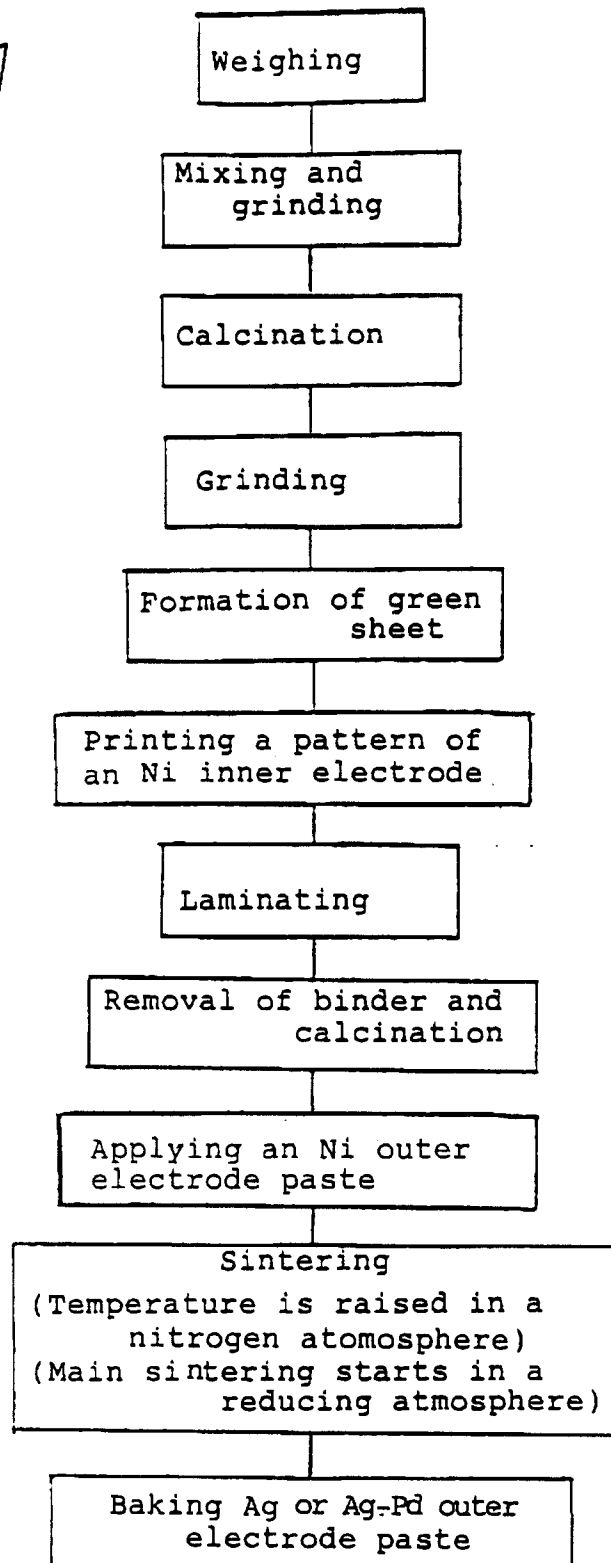 Weighing
Mixing and
grinding
Calcination
Grinding
Formation of green
sheet
Printing a pattern of
an Ni inner electrode
Laminating
Removal of binder and
calcination
Applying an Ni outer
electrode paste
Sintering
(Temperature is raised in a
nitrogen atomosphere)
(Main sintering starts in a
reducing atmosphere)
Baking Ag or Ag-Pd outer
electrode paste